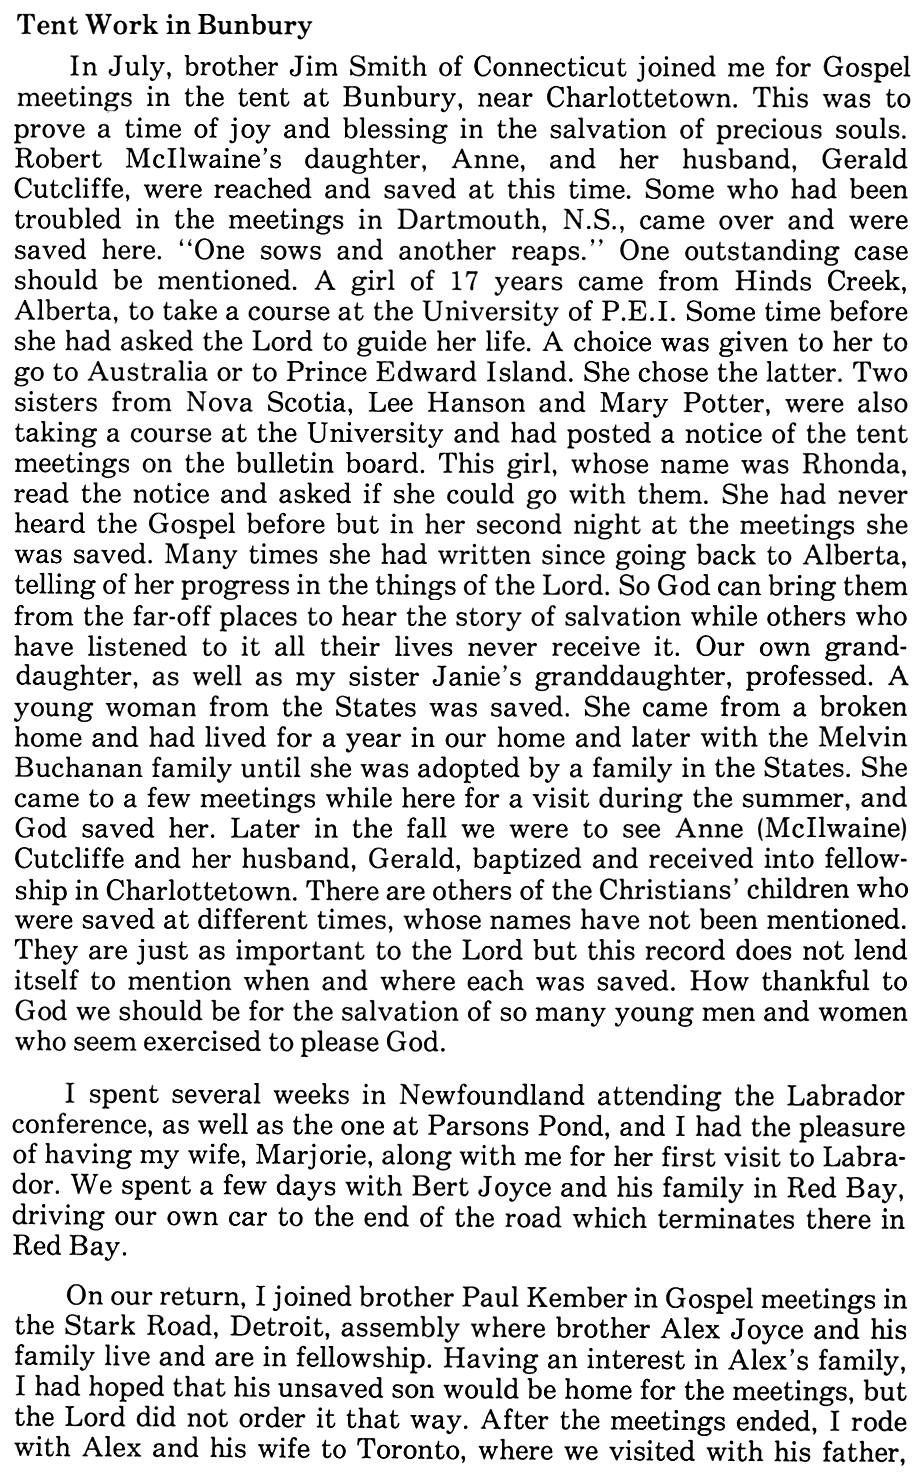 Tent Work in Bunbury
In July, brother Jim Smith of Connecticut joined me for Gospel
meetings in the tent at Bunbury, near Charlottetown. This was to
prove a time of joy and blessing in the salvation of precious souls.
Robert McIlwaine's daughter, Anne, and her husband, Gerald
Cutcliffe, were reached and saved at this time. Some who had been
troubled in the meetings in Dartmouth, N.S., came over and were
saved here. "One sows and another reaps." One outstanding case
should be mentioned. A girl of 17 years came from Hinds Creek,
Alberta, to take a course at the University of P.E.I. Some time before
she had asked the Lord to guide her life. A choice was given to her to
go to Australia or to Prince Edward Island. She chose the latter. Two
sisters from Nova Scotia, Lee Hanson and Mary Potter, were also
taking a course at the University and had posted a notice of the tent
meetings on the bulletin board. This girl, whose name was Rhonda,
read the notice and asked if she could go with them. She had never
heard the Gospel before but in her second night at the meetings she
was saved. Many times she had written since going back to Alberta,
telling of her progress in the things of the Lord. So God can bring them
from the far-off places to hear the story of salvation while others who
have listened to it all their lives never receive it. Our own grand-
daughter, as well as my sister Janie's granddaughter, professed. A
young woman from the States was saved. She came from a broken
home and had lived for a year in our home and later with the Melvin
Buchanan family until she was adopted by a family in the States. She
came to a few meetings while here for a visit during the summer, and
God saved her. Later in the fall we were to see Anne (McIlwaine)
Cutcliffe and her husband, Gerald, baptized and received into fellow-
ship in Charlottetown. There are others of the Christians' children who
were saved at different times, whose names have not been mentioned.
They are just as important to the Lord but this record does not lend
itself to mention when and where each was saved. How thankful to
God we should be for the salvation of so many young men and women
who seem exercised to please God.
I spent several weeks in Newfoundland attending the Labrador
conference, as well as the one at Parsons Pond, and I had the pleasure
of having my wife, Marjorie, along with me for her first visit to Labra-
dor. We spent a few days with Bert Joyce and his family in Red Bay,
driving our own car to the end of the road which terminates there in
Red Bay.
On our return, I joined brother Paul Kember in Gospel meetings in
the Stark Road, Detroit, assembly where brother Alex Joyce and his
family live and are in fellowship. Having an interest in Alex's family,
I had hoped that his unsaved son would be home for the meetings, but
the Lord did not order it that way. After the meetings ended, I rode
with Alex and his wife to Toronto, where we visited with his father,